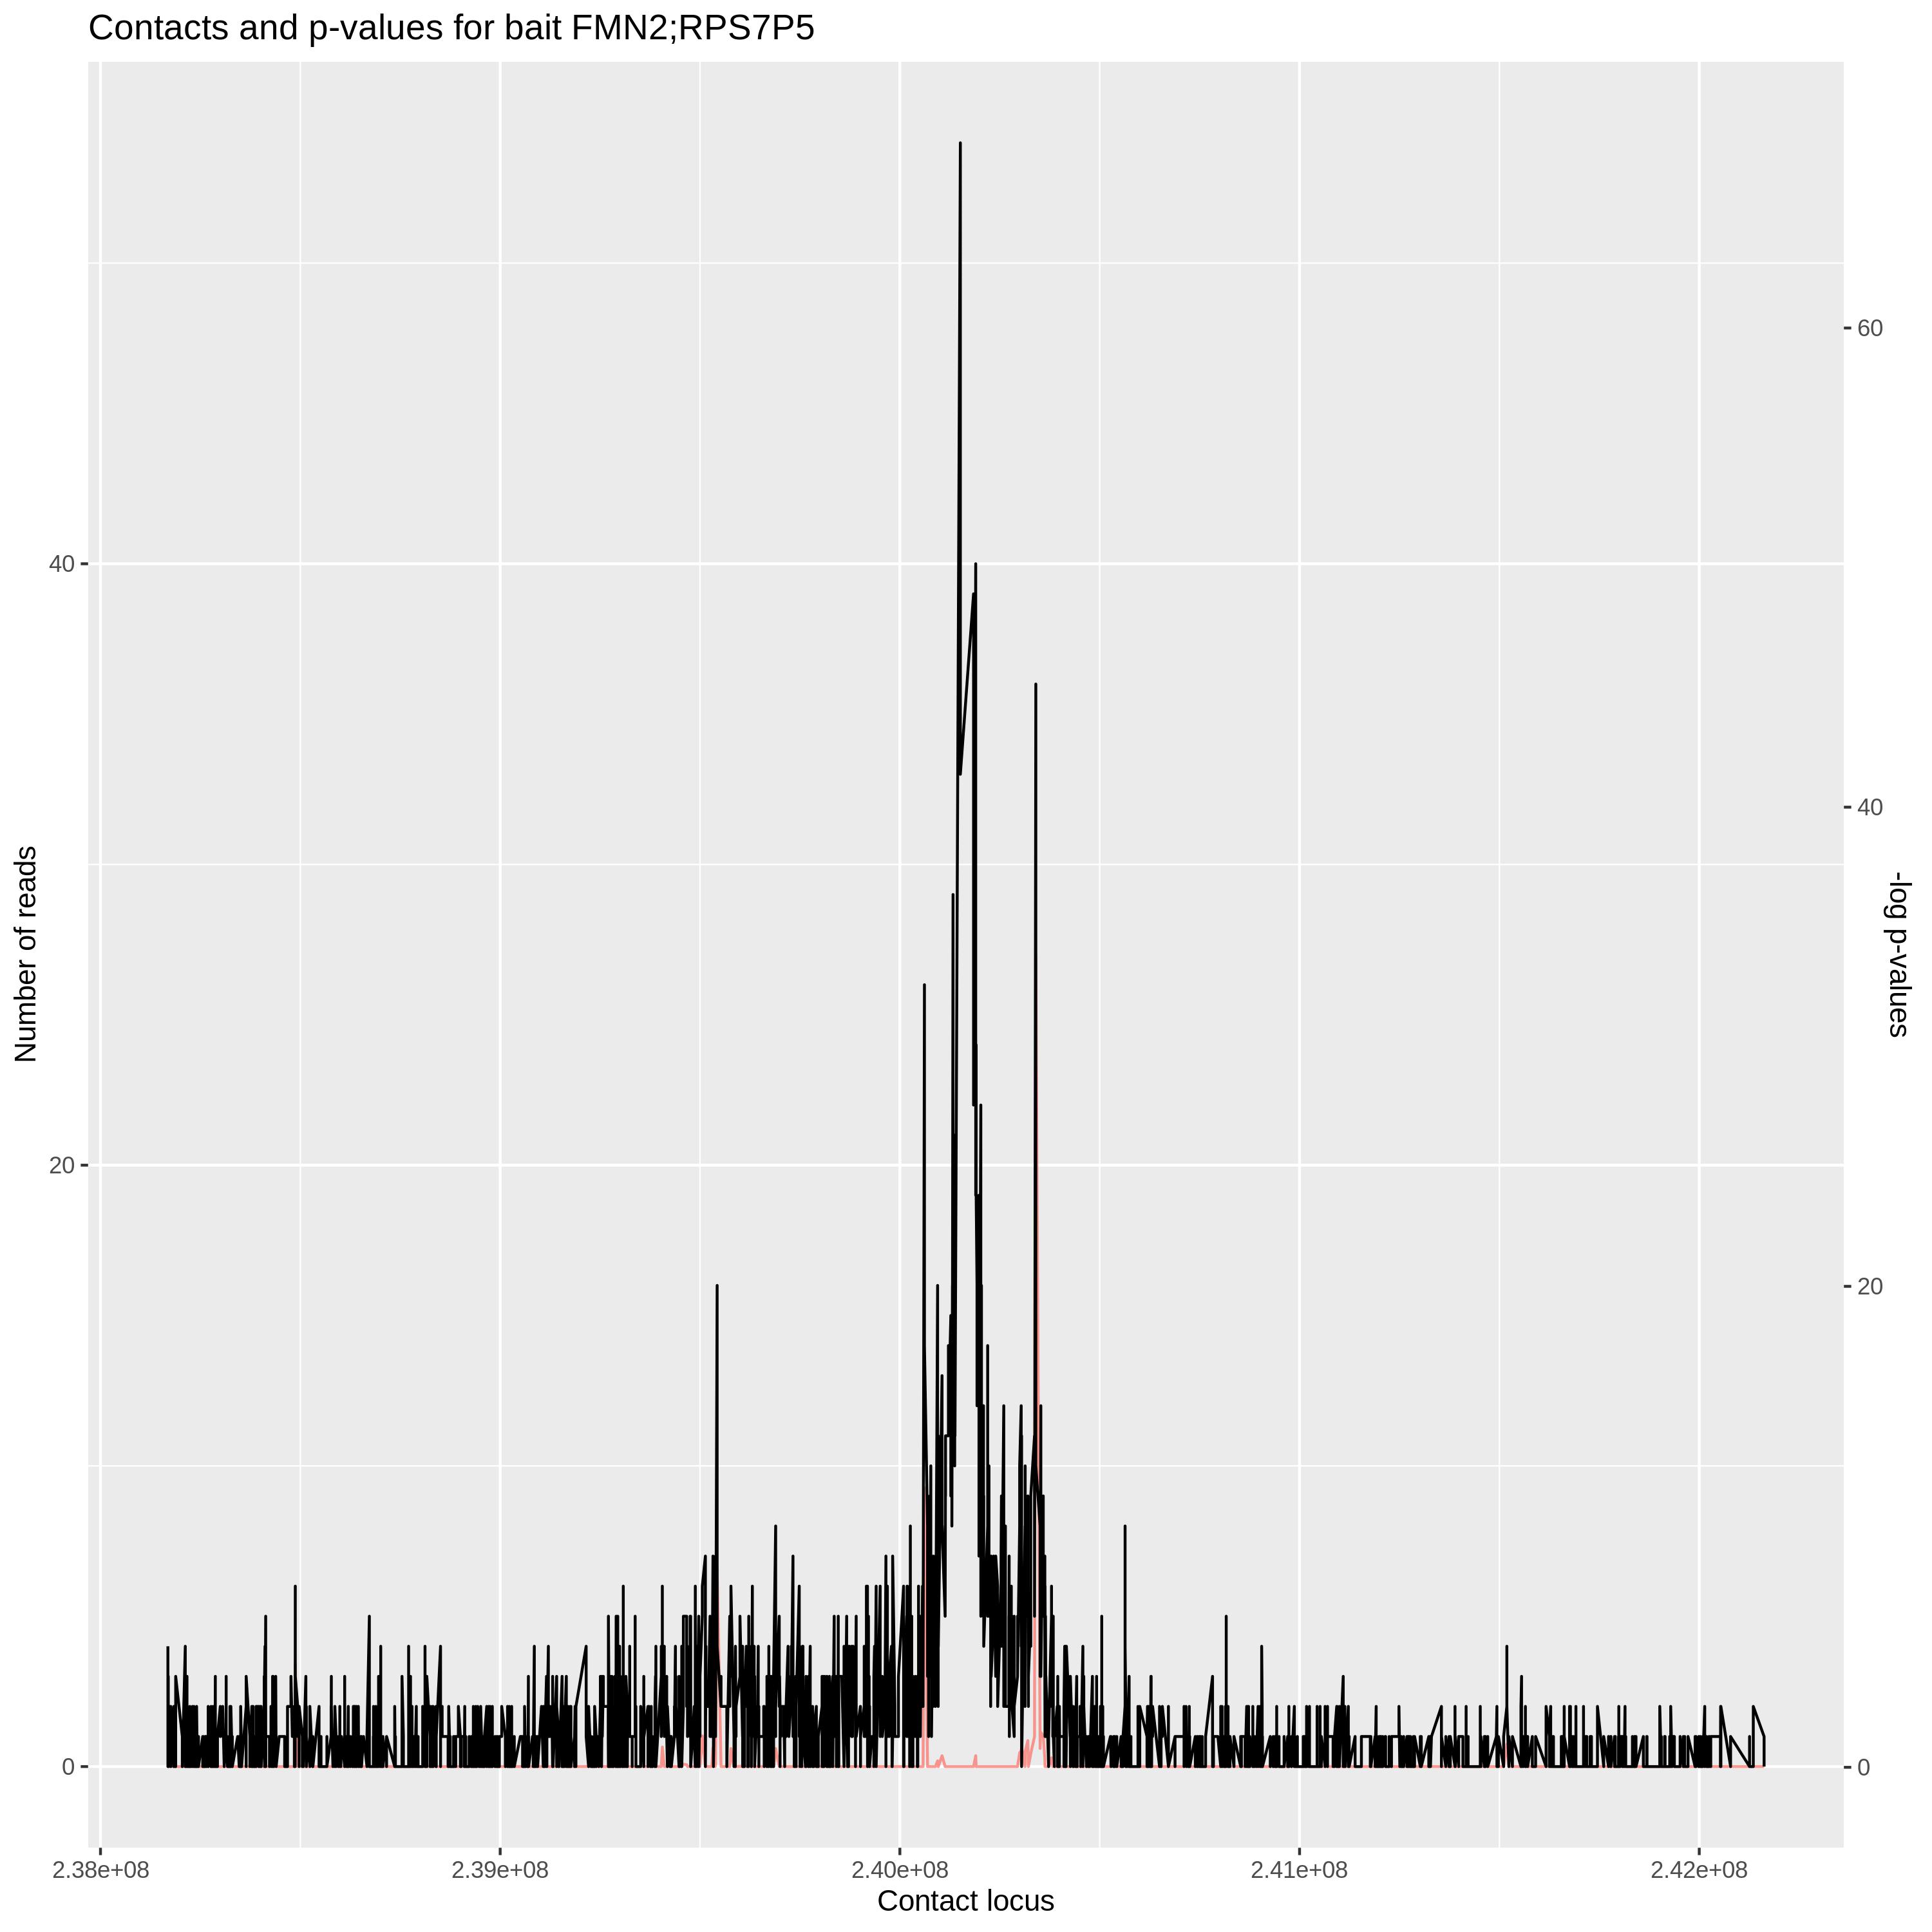 Contacts and p-values for bait FMN2;RPS7P5
Number of reads
40
20
0
60
40
20
0
-log p-values
2.38e+08
2.39e+08
2.40e+08
2.41e+08
2.42e+08
Contact locus